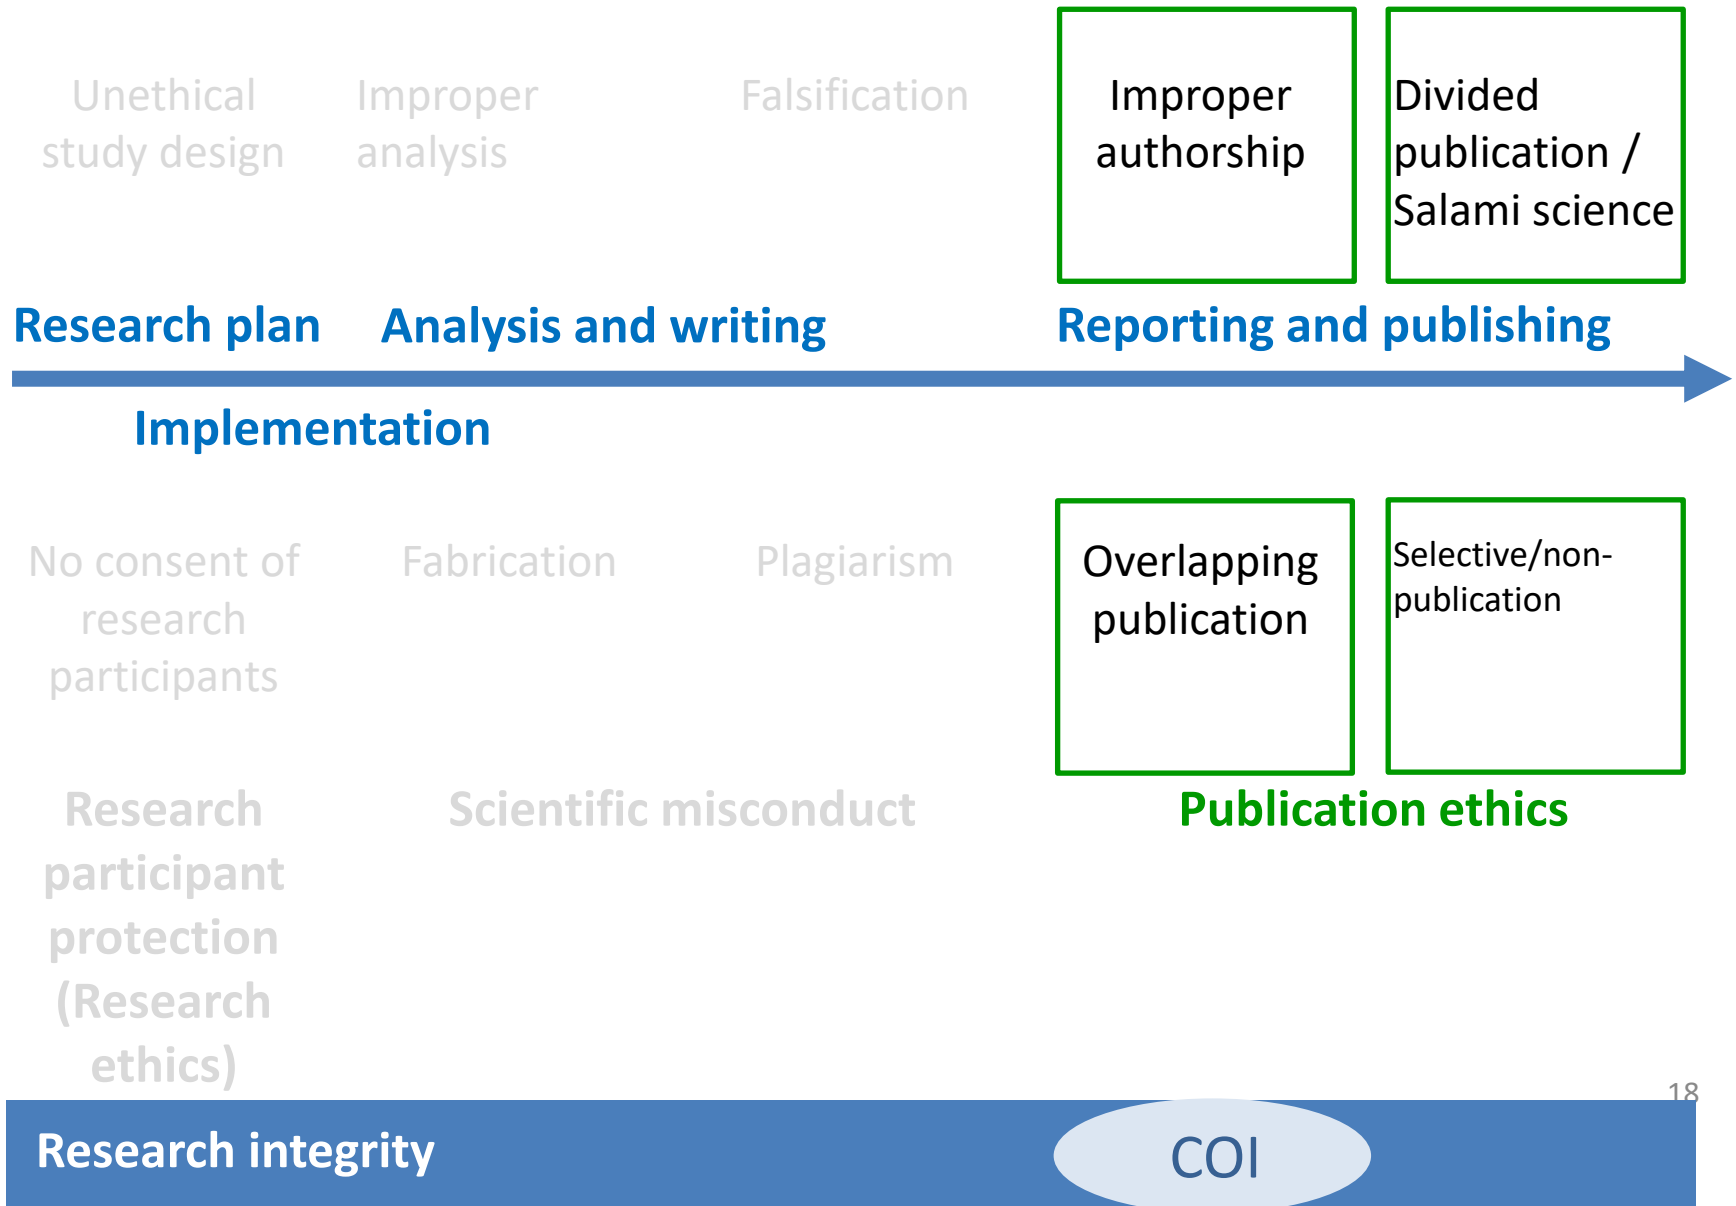 Unethical
study design
Improper
analysis
Falsification
Improper
authorship
Divided
publication /
Salami science
Research plan
Analysis and writing
Reporting and publishing
Implementation
No consent of
research
participants
Fabrication
Plagiarism
Overlapping
publication
Selective/non-
publication
Research
participant
protection
(Research
ethics)
Scientific misconduct
Publication ethics
18
Research integrity
COI